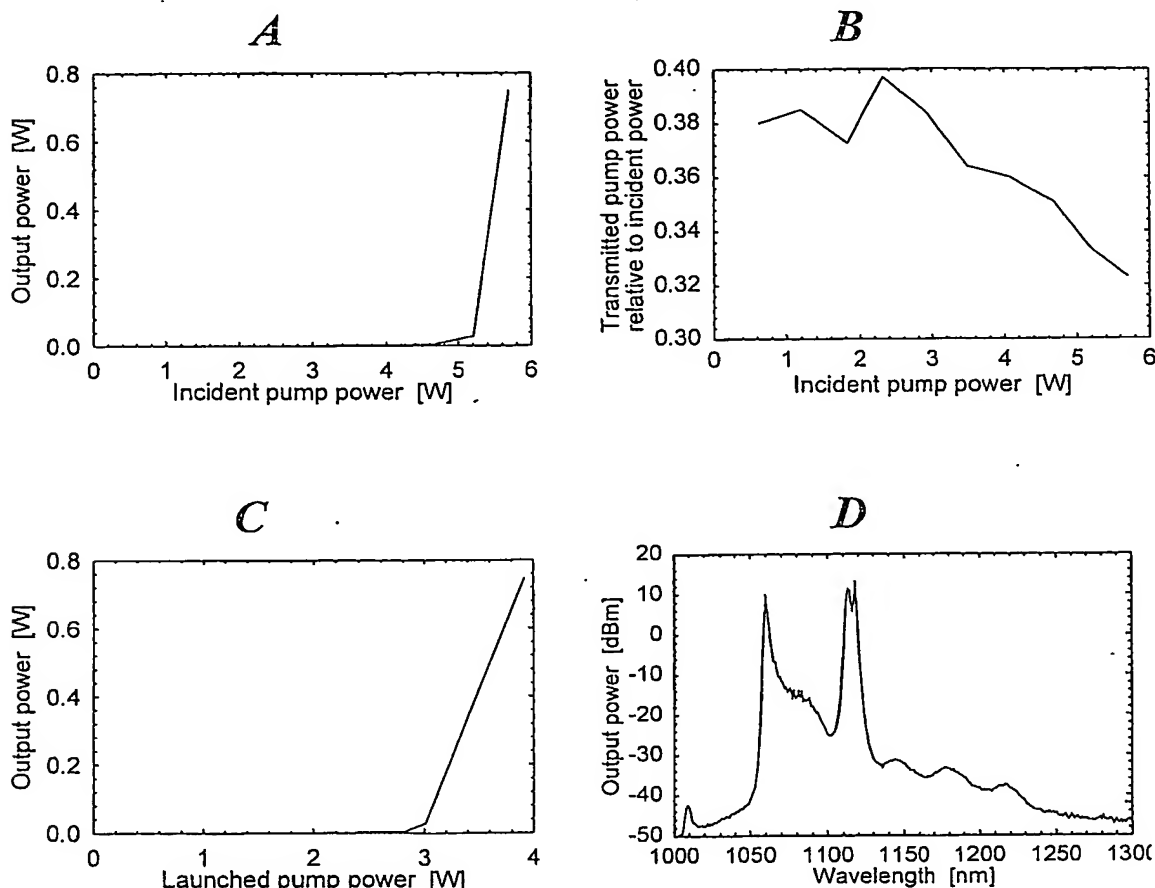 A
Output power [W]
0.8
0.6
0.4
0.2
0.0
0 1 2 3 4 5 6
Incident pump power [W]
B
Transmitted pump power
relative to incident power
0.40
0.38
0.36
0.34
0.32
0.30
0 1 2 3 4 5 6
Incident pump power [W]
C
Output power [W]
0.8
0.6
0.4
0.2
0.0
0 1 2 3 4
Launched pump power [W]
D
Output power [dBm]
20
10
0
-10
-20
-30
-40
-50
1000 1050 1100 1150 1200 1250 1300
Wavelength [nm]